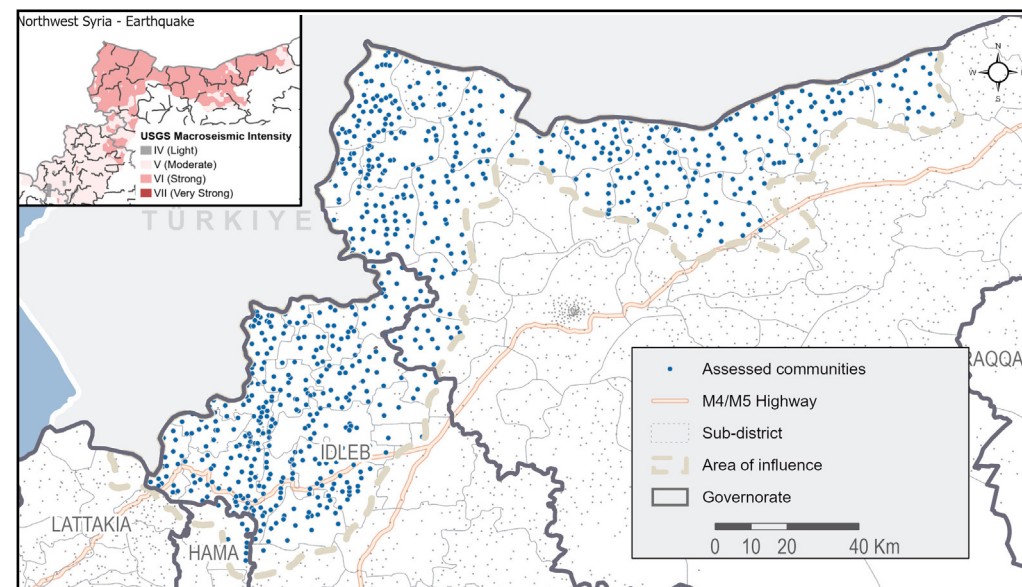 Northwest Syria - Earthquake
USGS Macroseismic Intensity
IV (Light)
V (Moderate)
VI (Strong)
VII (Very Strong)
N
W
S
TÜRKIYE
RAQQA
IDLEB
LATTAKIA
HAMA
Assessed communities
M4/M5 Highway
Sub-district
Area of influence
Governorate
0 10 20 40 Km